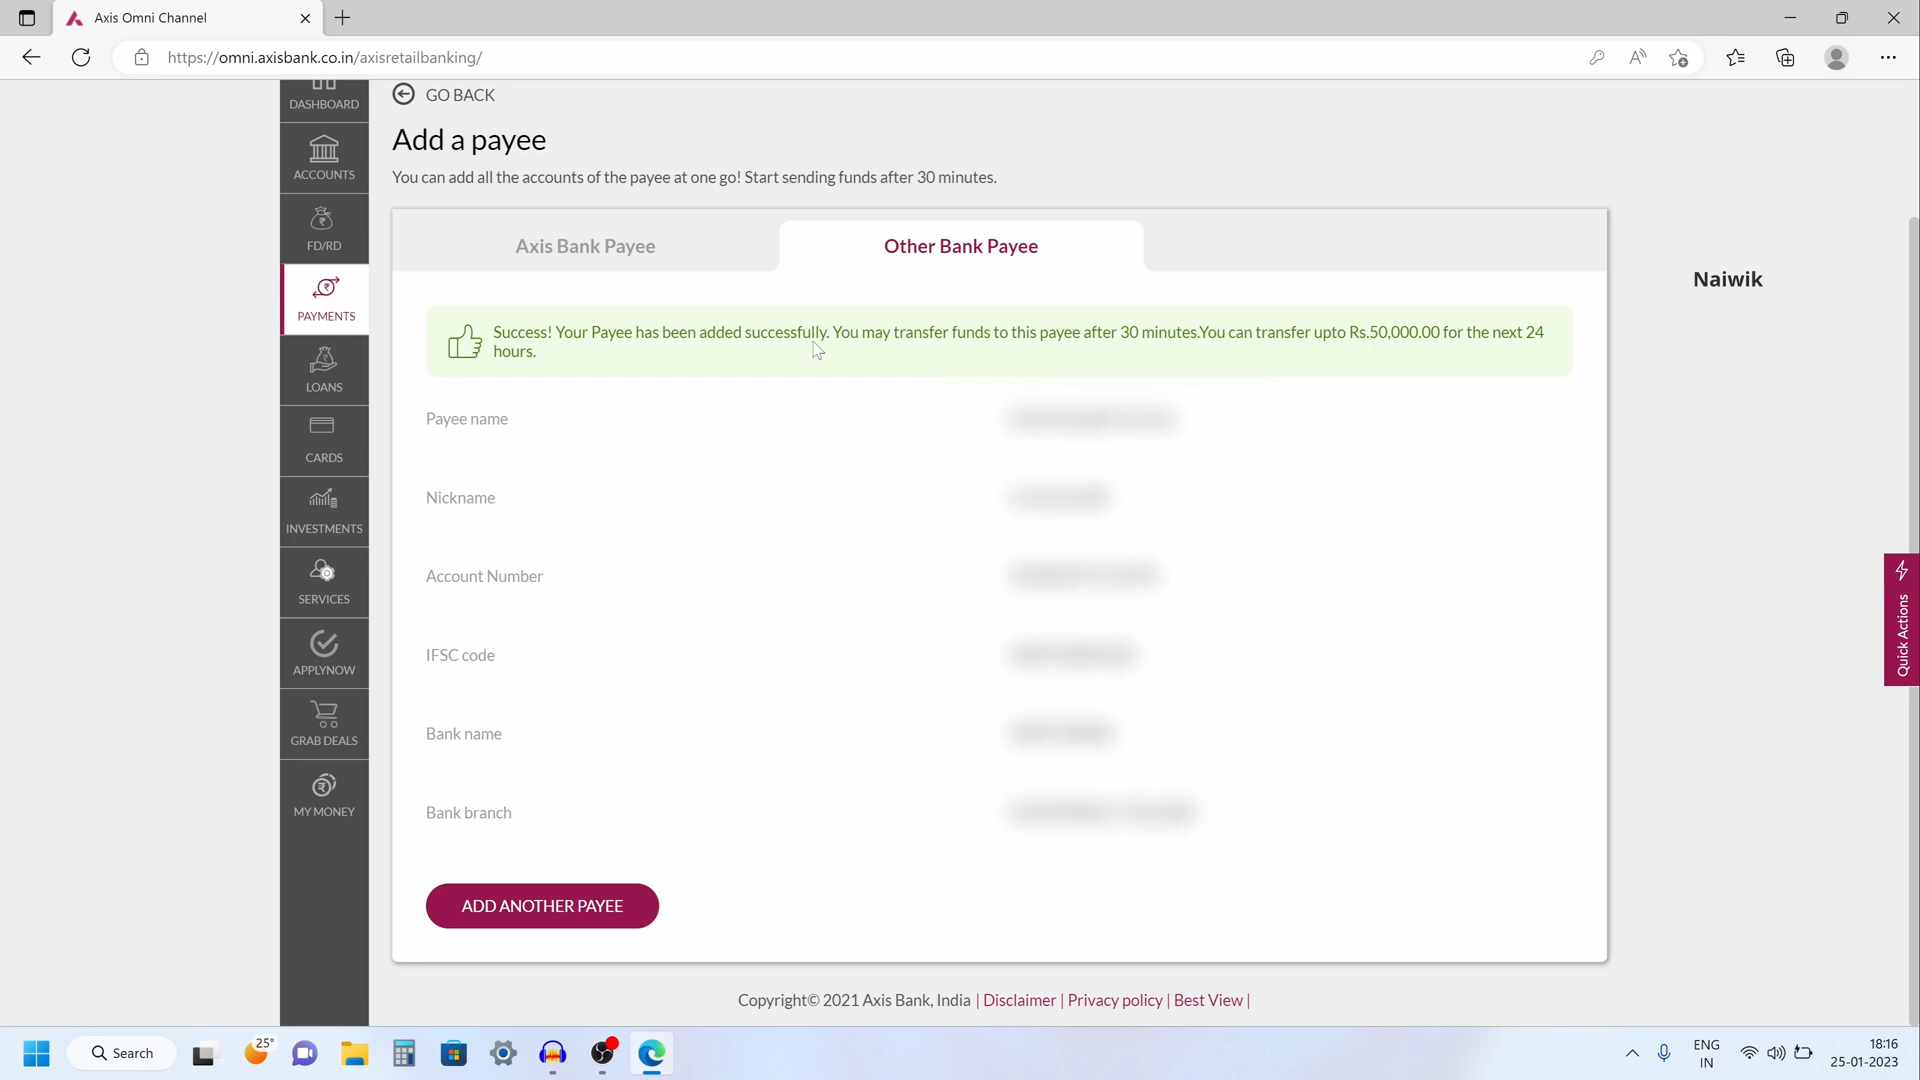 Axis Omni Channel
https://omni.axisbank.co.in/axisretailbanking/
DASHBOARD
ACCOUNTS
FD/RD
PAYMENTS
LOANS
CARDS
INVESTMENTS
SERVICES
APPLYNOW
GRAB DEALS
MY MONEY
GO BACK
Add a payee
You can add all the accounts of the payee at one go! Start sending funds after 30 minutes.
Axis Bank Payee
Other Bank Payee
Success! Your Payee has been added successfully. You may transfer funds to this payee after 30 minutes.You can transfer upto Rs.50,000.00 for the next 24
hours.
Payee name
Nickname
Account Number
IFSC code
Bank name
Bank branch
ADD ANOTHER PAYEE
Naiwik
Quick Actions
Copyright© 2021 Axis Bank, India | Disclaimer | Privacy policy | Best View |
25°
Search
ENG
IN
18:16
25-01-2023